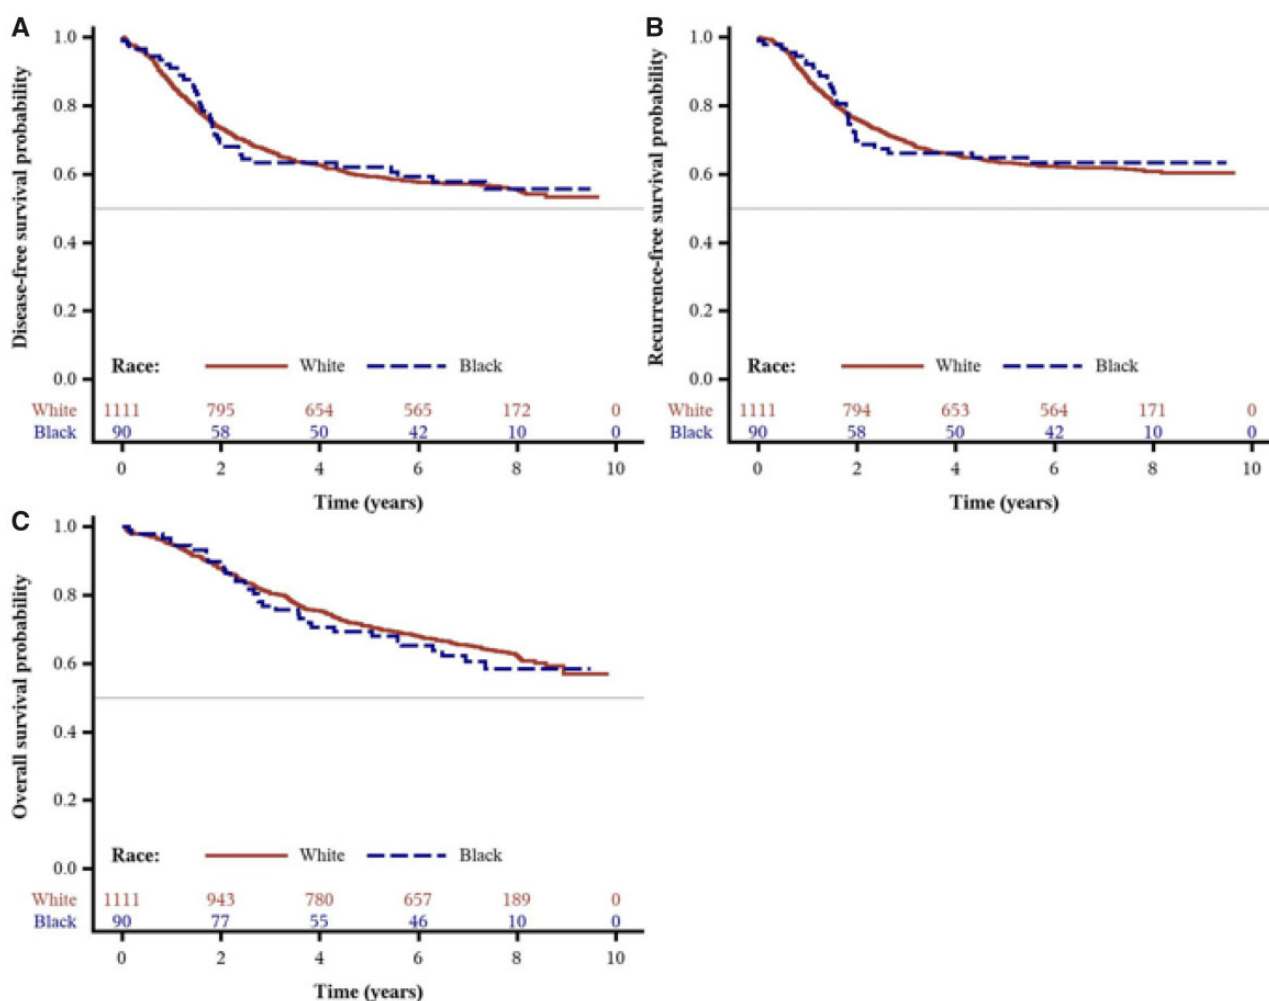 A
Disease-free survival probability
1.0
0.8
0.6
0.4
0.2
0.0
Race: White Black
White 1111 795 654 565 172 0
Black 90 58 50 42 10 0
0 2 4 6 8 10
Time (years)
B
Recurrence-free survival probability
1.0
0.8
0.6
0.4
0.2
0.0
Race: White Black
White 1111 794 653 564 171 0
Black 90 58 50 42 10 0
0 2 4 6 8 10
Time (years)
C
Overall survival probability
1.0
0.8
0.6
0.4
0.2
0.0
Race: White Black
White 1111 943 780 657 189 0
Black 90 77 55 46 10 0
0 2 4 6 8 10
Time (years)